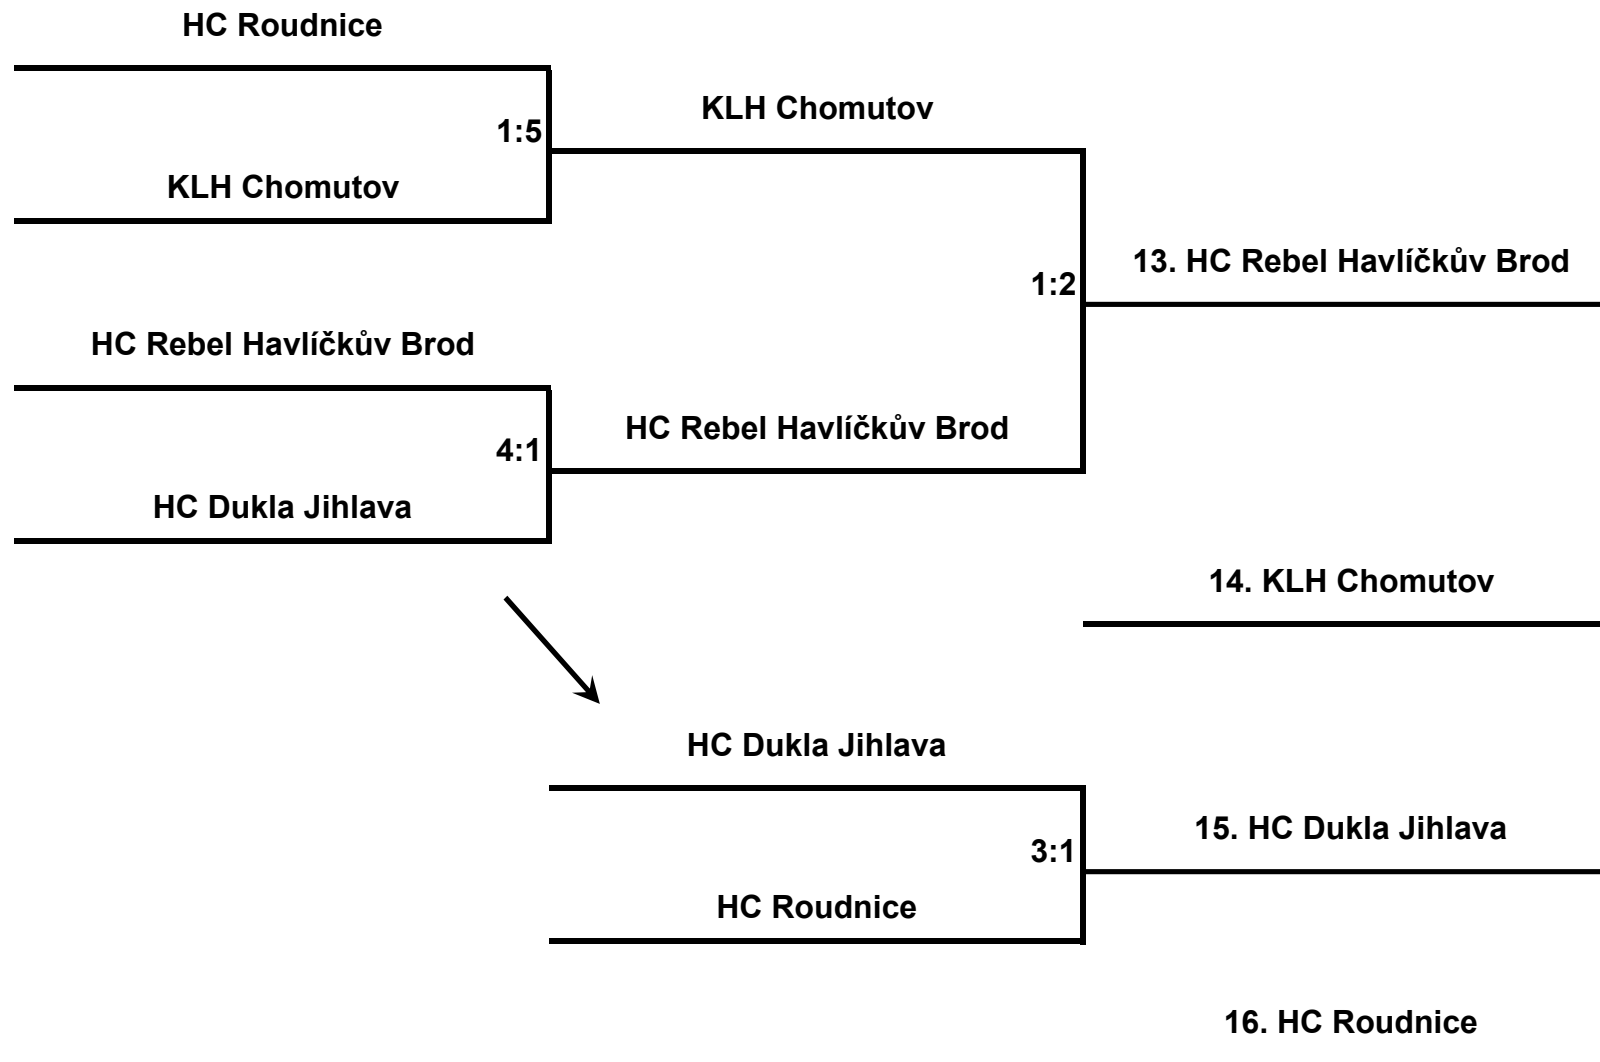 HC Roudnice
1:5
KLH Chomutov
KLH Chomutov
HC Rebel Havlíčkův Brod
4:1
HC Dukla Jihlava
HC Rebel Havlíčkův Brod
1:2
13. HC Rebel Havlíčkův Brod
14. KLH Chomutov
HC Dukla Jihlava
3:1
HC Roudnice
15. HC Dukla Jihlava
16. HC Roudnice